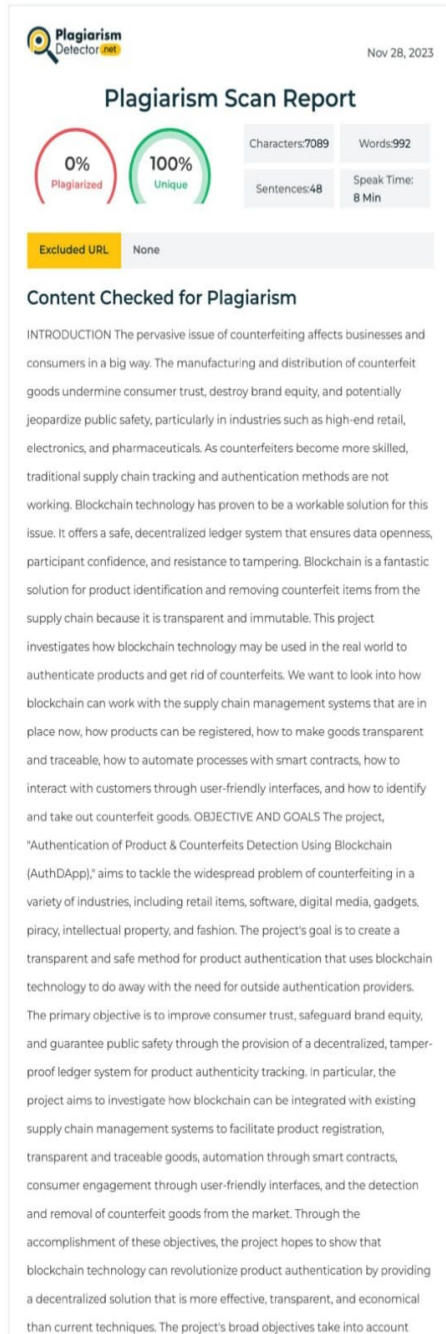 Plagiarism
Detector.net
Nov 28, 2023
Plagiarism Scan Report
0%
Plagiarized
100%
Unique
Characters:7089
Words:992
Sentences:48
Speak Time:
8 Min
Excluded URL
None
Content Checked for Plagiarism
INTRODUCTION The pervasive issue of counterfeiting affects businesses and
consumers in a big way. The manufacturing and distribution of counterfeit
goods undermine consumer trust, destroy brand equity, and potentially
jeopardize public safety, particularly in industries such as high-end retail,
electronics, and pharmaceuticals. As counterfeiters become more skilled,
traditional supply chain tracking and authentication methods are not
working. Blockchain technology has proven to be a workable solution for this
issue. It offers a safe, decentralized ledger system that ensures data openness,
participant confidence, and resistance to tampering. Blockchain is a fantastic
solution for product identification and removing counterfeit items from the
supply chain because it is transparent and immutable. This project
investigates how blockchain technology may be used in the real world to
authenticate products and get rid of counterfeits. We want to look into how
blockchain can work with the supply chain management systems that are in
place now, how products can be registered, how to make goods transparent
and traceable, how to automate processes with smart contracts, how to
interact with customers through user-friendly interfaces, and how to identify
and take out counterfeit goods. OBJECTIVE AND GOALS The project,
"Authentication of Product & Counterfeits Detection Using Blockchain
(AuthDApp)," aims to tackle the widespread problem of counterfeiting in a
variety of industries, including retail items, software, digital media, gadgets,
piracy, intellectual property, and fashion. The project's goal is to create a
transparent and safe method for product authentication that uses blockchain
technology to do away with the need for outside authentication providers.
The primary objective is to improve consumer trust, safeguard brand equity,
and guarantee public safety through the provision of a decentralized, tamper-
proof ledger system for product authenticity tracking. In particular, the
project aims to investigate how blockchain can be integrated with existing
supply chain management systems to facilitate product registration,
transparent and traceable goods, automation through smart contracts,
consumer engagement through user-friendly interfaces, and the detection
and removal of counterfeit goods from the market. Through the
accomplishment of these objectives, the project hopes to show that
blockchain technology can revolutionize product authentication by providing
a decentralized solution that is more effective, transparent, and economical
than current techniques. The project's broad objectives take into account